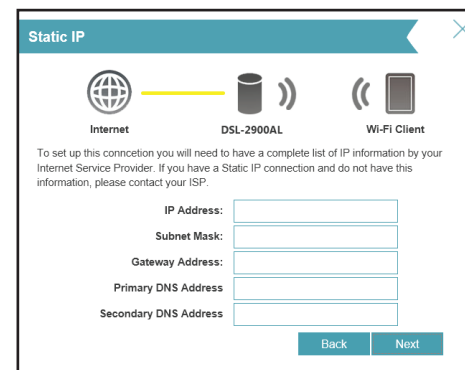 Static IP
Internet DSL-2900AL Wi-Fi Client
To set up this conncetion you will need to have a complete list of IP information by your
Internet Service Provider. If you have a Static IP connection and do not have this
information, please contact your ISP.
IP Address:
Subnet Mask:
Gateway Address:
Primary DNS Address
Secondary DNS Address
Back Next